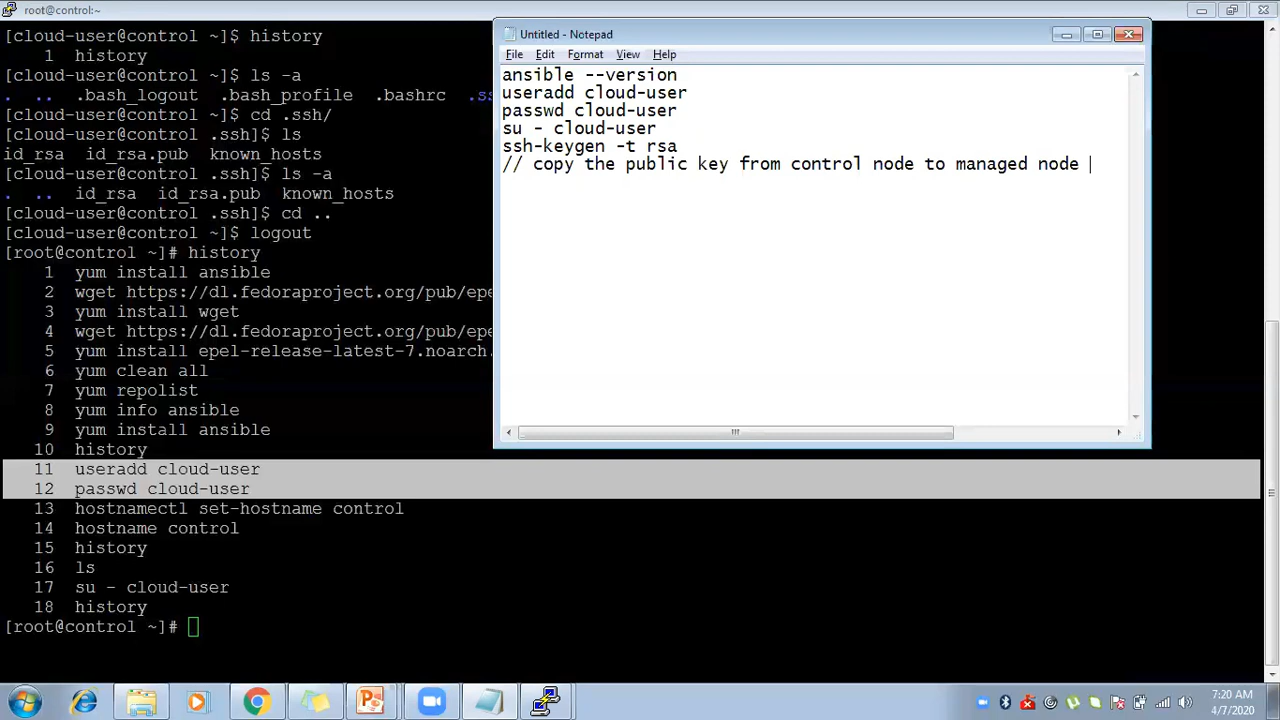 root@control:~
[cloud-user@control ~]$ history
1 history
[cloud-user@control ~]$ ls -a
. .. .bash_logout .bash_profile .bashrc .ss
[cloud-user@control ~]$ cd .ssh/
[cloud-user@control .ssh]$ ls
id_rsa id_rsa.pub known_hosts
[cloud-user@control .ssh]$ ls -a
. .. id_rsa id_rsa.pub known_hosts
[cloud-user@control .ssh]$ cd ..
[cloud-user@control ~]$ logout
[root@control ~]# history
1 yum install ansible
2 wget https://dl.fedoraproject.org/pub/epe
3 yum install wget
4 wget https://dl.fedoraproject.org/pub/epe
5 yum install epel-release-latest-7.noarch.
6 yum clean all
7 yum repolist
8 yum info ansible
9 yum install ansible
10 history
11 useradd cloud-user
12 passwd cloud-user
13 hostnamectl set-hostname control
14 hostname control
15 history
16 ls
17 su - cloud-user
18 history
[root@control ~]#
Untitled - Notepad
File Edit Format View Help
ansible --version
useradd cloud-user
passwd cloud-user
su - cloud-user
ssh-keygen -t rsa
// copy the public key from control node to managed node
7:20 AM
4/7/2020